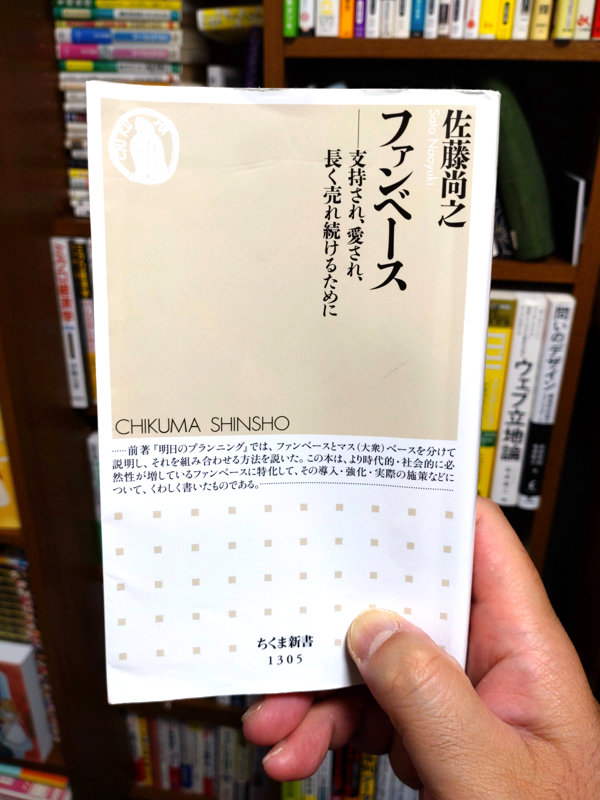 佐藤尚之
Sato Naoyuki
ファンベース
——支持され、愛され、
長く売れ続けるために
CHIKUMA SHINSHO
……前著『明日のプランニング』では、ファンベースとマス(大衆)ベースを分けて
説明し、それを組み合わせる方法を説いた。この本は、より時代的・社会的に必
然性が増しているファンベースに特化して、その導入・強化・実際の施策などに
ついて、くわしく書いたものである。……
ちくま新書
1305
ウェブ立地論
問いのデザイン